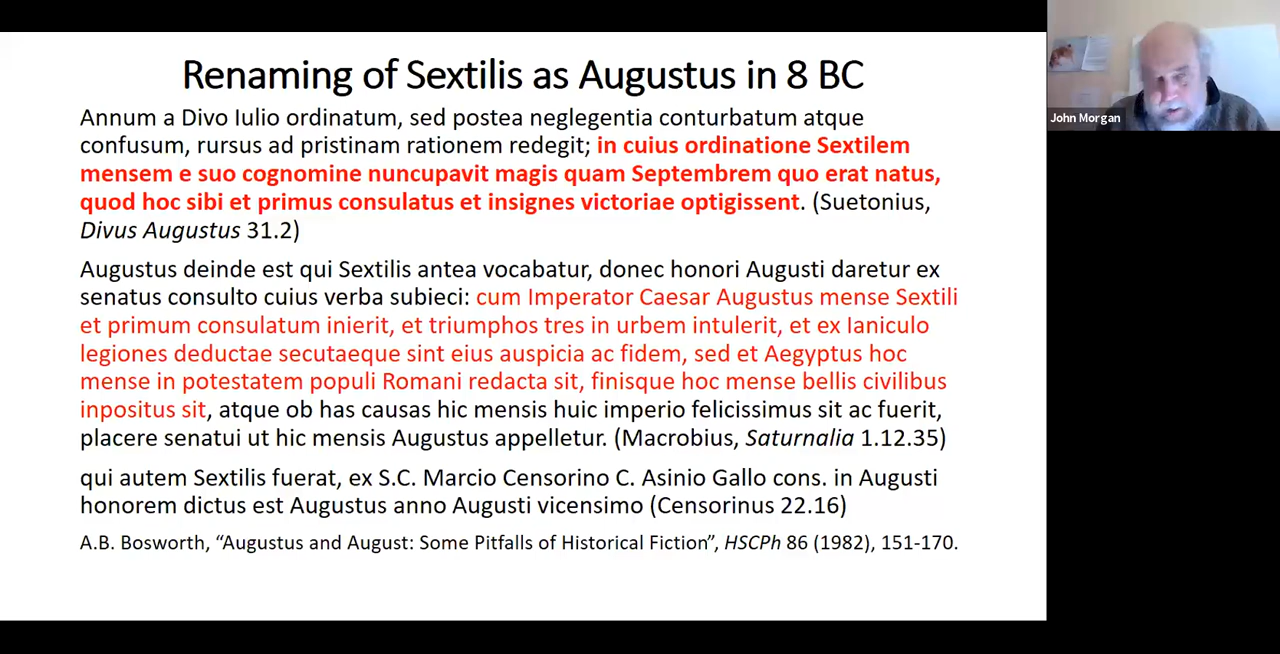 Renaming of Sextilis as Augustus in 8 BC
Annum a Divo Iulio ordinatum, sed postea neglegentia conturbatum atque
confusum, rursus ad pristinam rationem redegit; in cuius ordinatione Sextilem
mensem e suo cognomine nuncupavit magis quam Septembrem quo erat natus,
quod hoc sibi et primus consulatus et insignes victoriae optigissent. (Suetonius,
Divus Augustus 31.2)
Augustus deinde est qui Sextilis antea vocabatur, donec honori Augusti daretur ex
senatus consulto cuius verba subieci: cum Imperator Caesar Augustus mense Sextili
et primum consulatum inierit, et triumphos tres in urbem intulerit, et ex Ianiculo
legiones deductae secutaeque sint eius auspicia ac fidem, sed et Aegyptus hoc
mense in potestatem populi Romani redacta sit, finisque hoc mense bellis civilibus
inpositus sit, atque ob has causas hic mensis huic imperio felicissimus sit ac fuerit,
placere senatui ut hic mensis Augustus appelletur. (Macrobius, Saturnalia 1.12.35)
qui autem Sextilis fuerat, ex S.C. Marcio Censorino C. Asinio Gallo cons. in Augusti
honorem dictus est Augustus anno Augusti vicensimo (Censorinus 22.16)
A.B. Bosworth, “Augustus and August: Some Pitfalls of Historical Fiction”, HSCPh 86 (1982), 151-170.
John Morgan